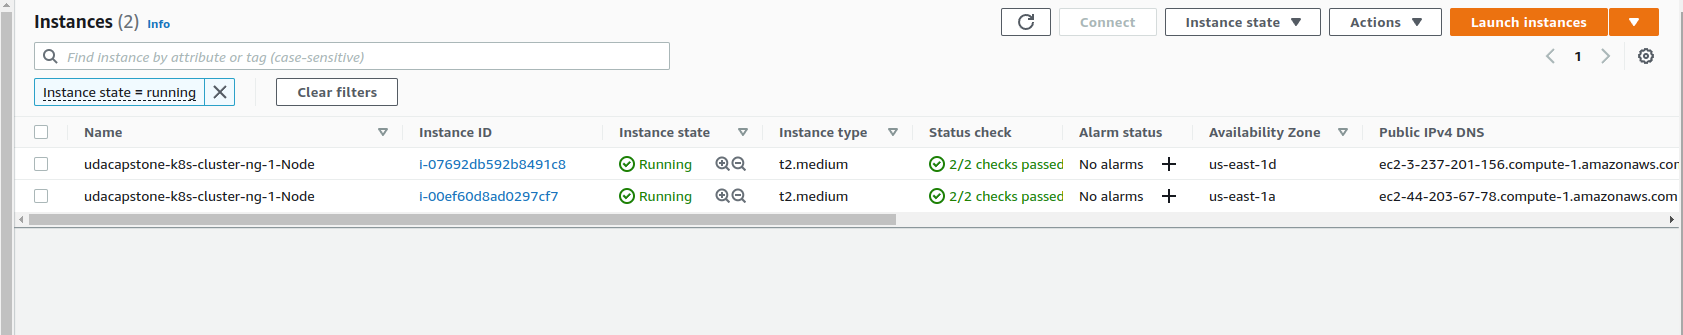 Instances (2) Info Connect Instance state Actions Launch instances
Find Instance by attribute or tag (case-sensitive) 1
Instance state = running Clear filters
Name Instance ID Instance state Instance type Status check Alarm status Availability Zone Public IPv4 DNS
udacapstone-k8s-cluster-ng-1-Node i-07692db592b8491c8 Running t2.medium 2/2 checks passed No alarms + us-east-1d ec2-3-237-201-156.compute-1.amazonaws.com
udacapstone-k8s-cluster-ng-1-Node i-00ef60d8ad0297cf7 Running t2.medium 2/2 checks passed No alarms + us-east-1a ec2-44-203-67-78.compute-1.amazonaws.com